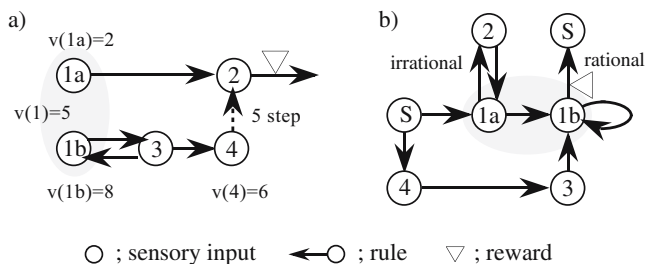 a)
v(1a)=2
1a
2
v(1)=5
5 step
1b
3
4
v(1b)=8
v(4)=6
b)
2
S
irrational
rational
S
1a
1b
4
3
; sensory input
; rule
; reward